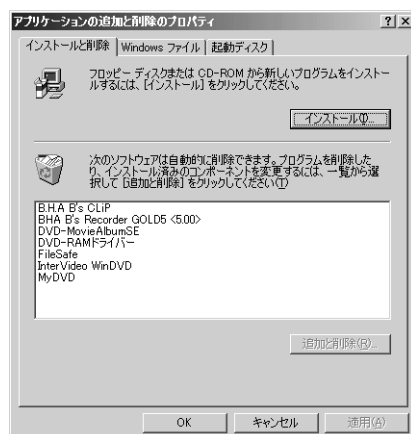 アプリケーションの追加と削除のプロパティ
インストールと削除 Windows ファイル 起動ディスク
フロッピー ディスクまたは CD-ROM から新しいプログラムをインストー
ルするには、[インストール] をクリックしてください。
インストール(I)...
次のソフトウェアは自動的に削除できます。プログラムを削除した
り、インストール済みのコンポーネントを変更するには、一覧から選
択して [追加と削除] をクリックしてください(T)
B.H.A B's CLiP
BHA B's Recorder GOLD5 <5.00>
DVD-MovieAlbumSE
DVD-RAMドライバー
FileSafe
InterVideo WinDVD
MyDVD
追加と削除(R)...
OK キャンセル 適用(A)